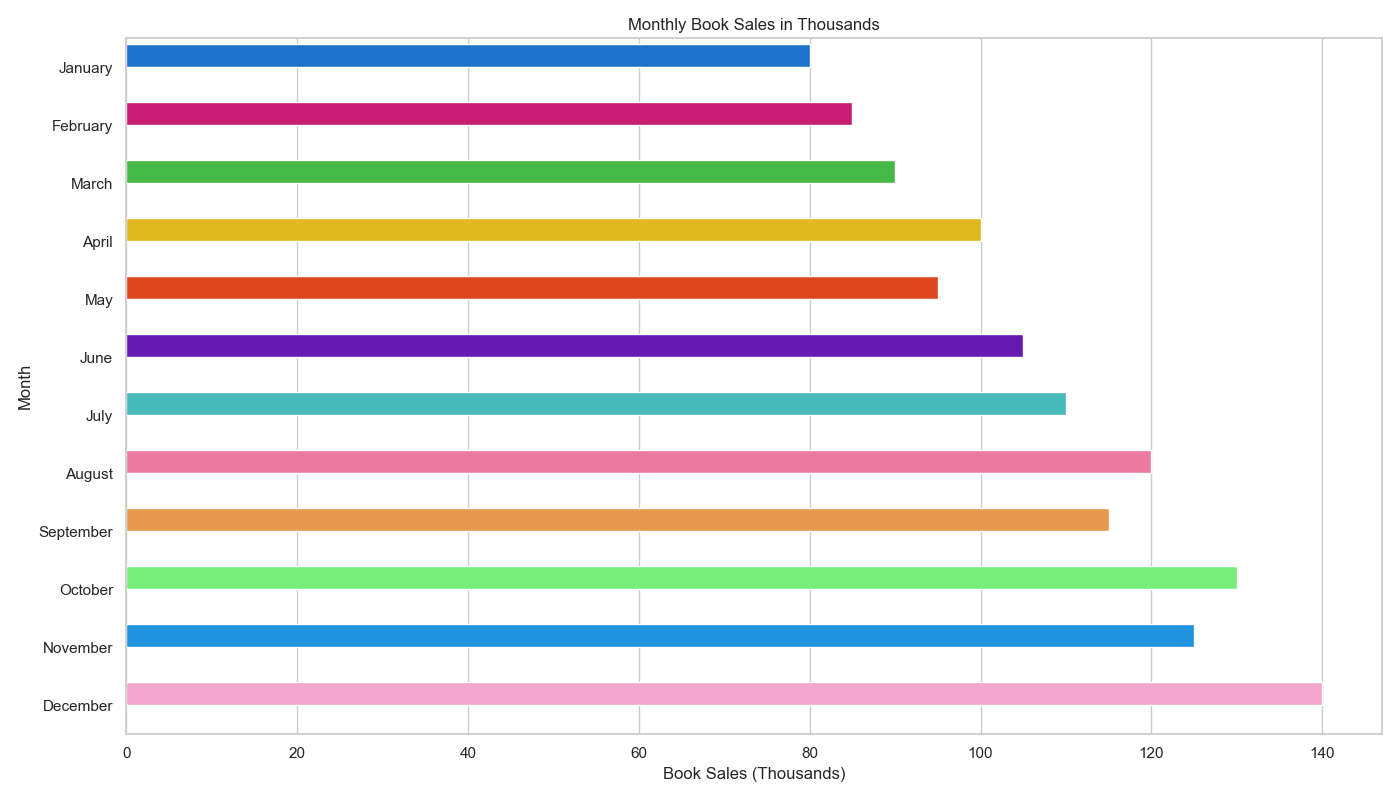 Monthly Book Sales in Thousands
January
February
March
April
May
June
July
August
September
October
November
December
Month
0 20 40 60 80 100 120 140
Book Sales (Thousands)